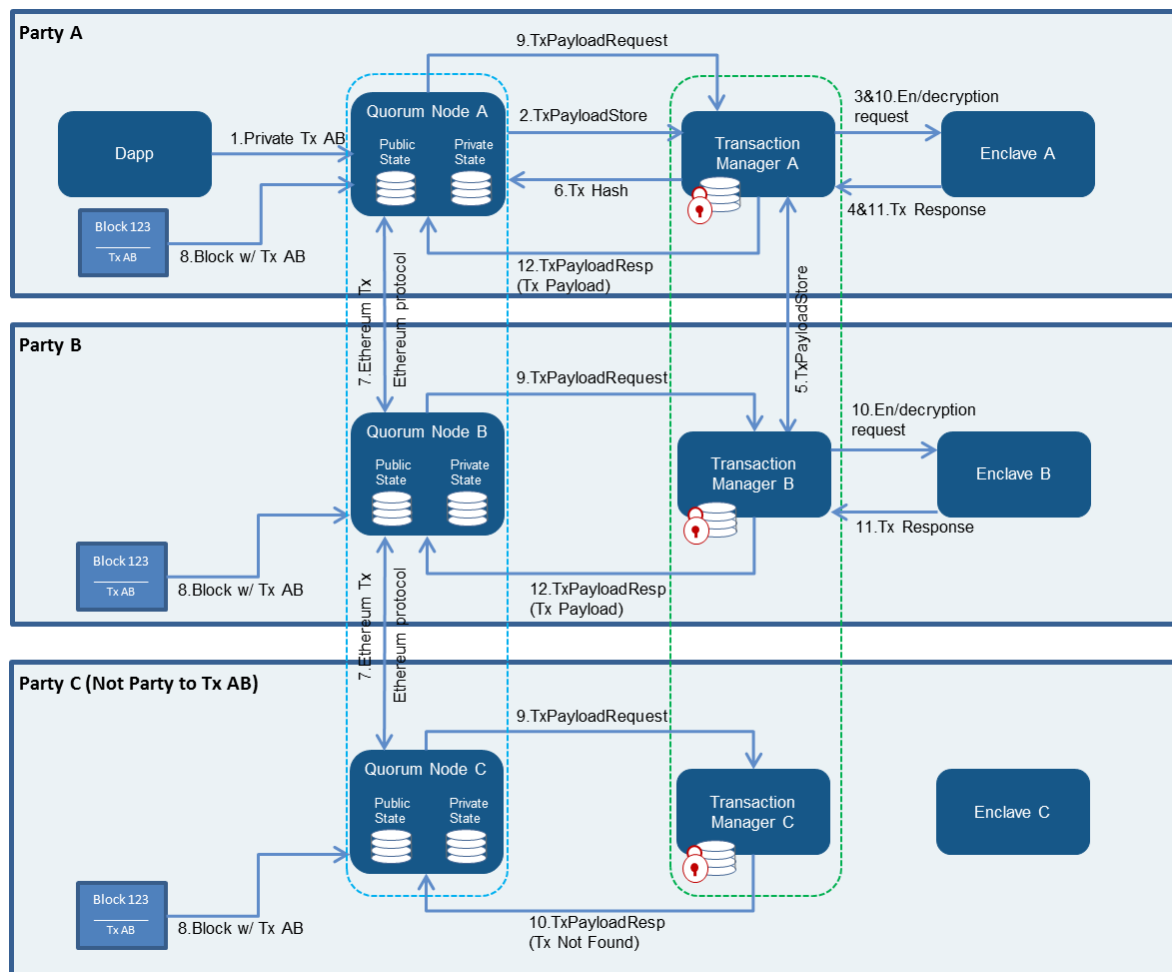 Party A
9.TxPayloadRequest
Quorum Node A
Public
State
Private
State
Dapp
1.Private Tx AB
2.TxPayloadStore
Transaction
Manager A
3&10.En/decryption
request
Enclave A
6.Tx Hash
4&11.Tx Response
Block 123
Tx AB
8.Block w/ Tx AB
12.TxPayloadResp
(Tx Payload)
7.Ethereum Tx
Ethereum protocol
5.TxPayloadStore
Party B
9.TxPayloadRequest
Quorum Node B
Public
State
Private
State
Transaction
Manager B
10.En/decryption
request
Enclave B
11.Tx Response
Block 123
Tx AB
8.Block w/ Tx AB
12.TxPayloadResp
(Tx Payload)
7.Ethereum Tx
Ethereum protocol
Party C (Not Party to Tx AB)
9.TxPayloadRequest
Quorum Node C
Public
State
Private
State
Transaction
Manager C
Enclave C
Block 123
Tx AB
8.Block w/ Tx AB
10.TxPayloadResp
(Tx Not Found)